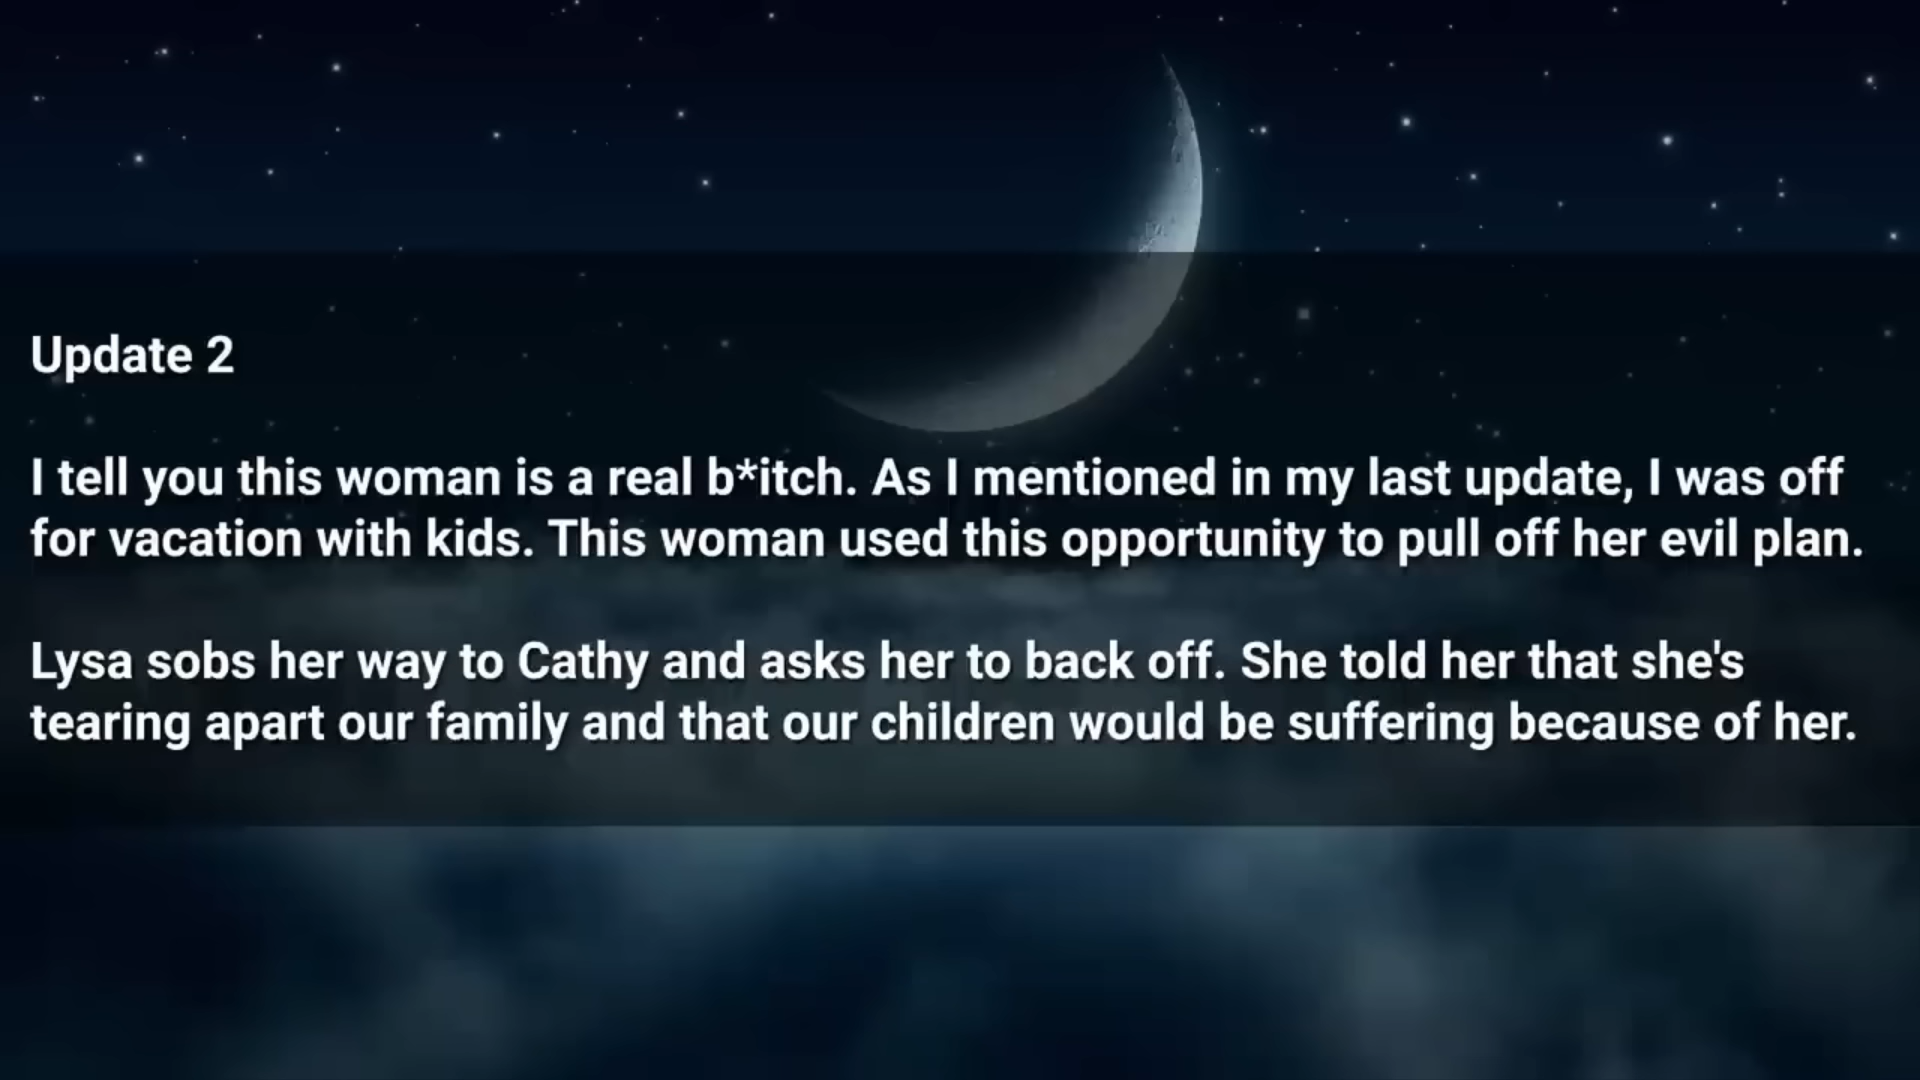 Update 2
I tell you this woman is a real b*itch. As I mentioned in my last update, I was off
for vacation with kids. This woman used this opportunity to pull off her evil plan.
Lysa sobs her way to Cathy and asks her to back off. She told her that she's
tearing apart our family and that our children would be suffering because of her.